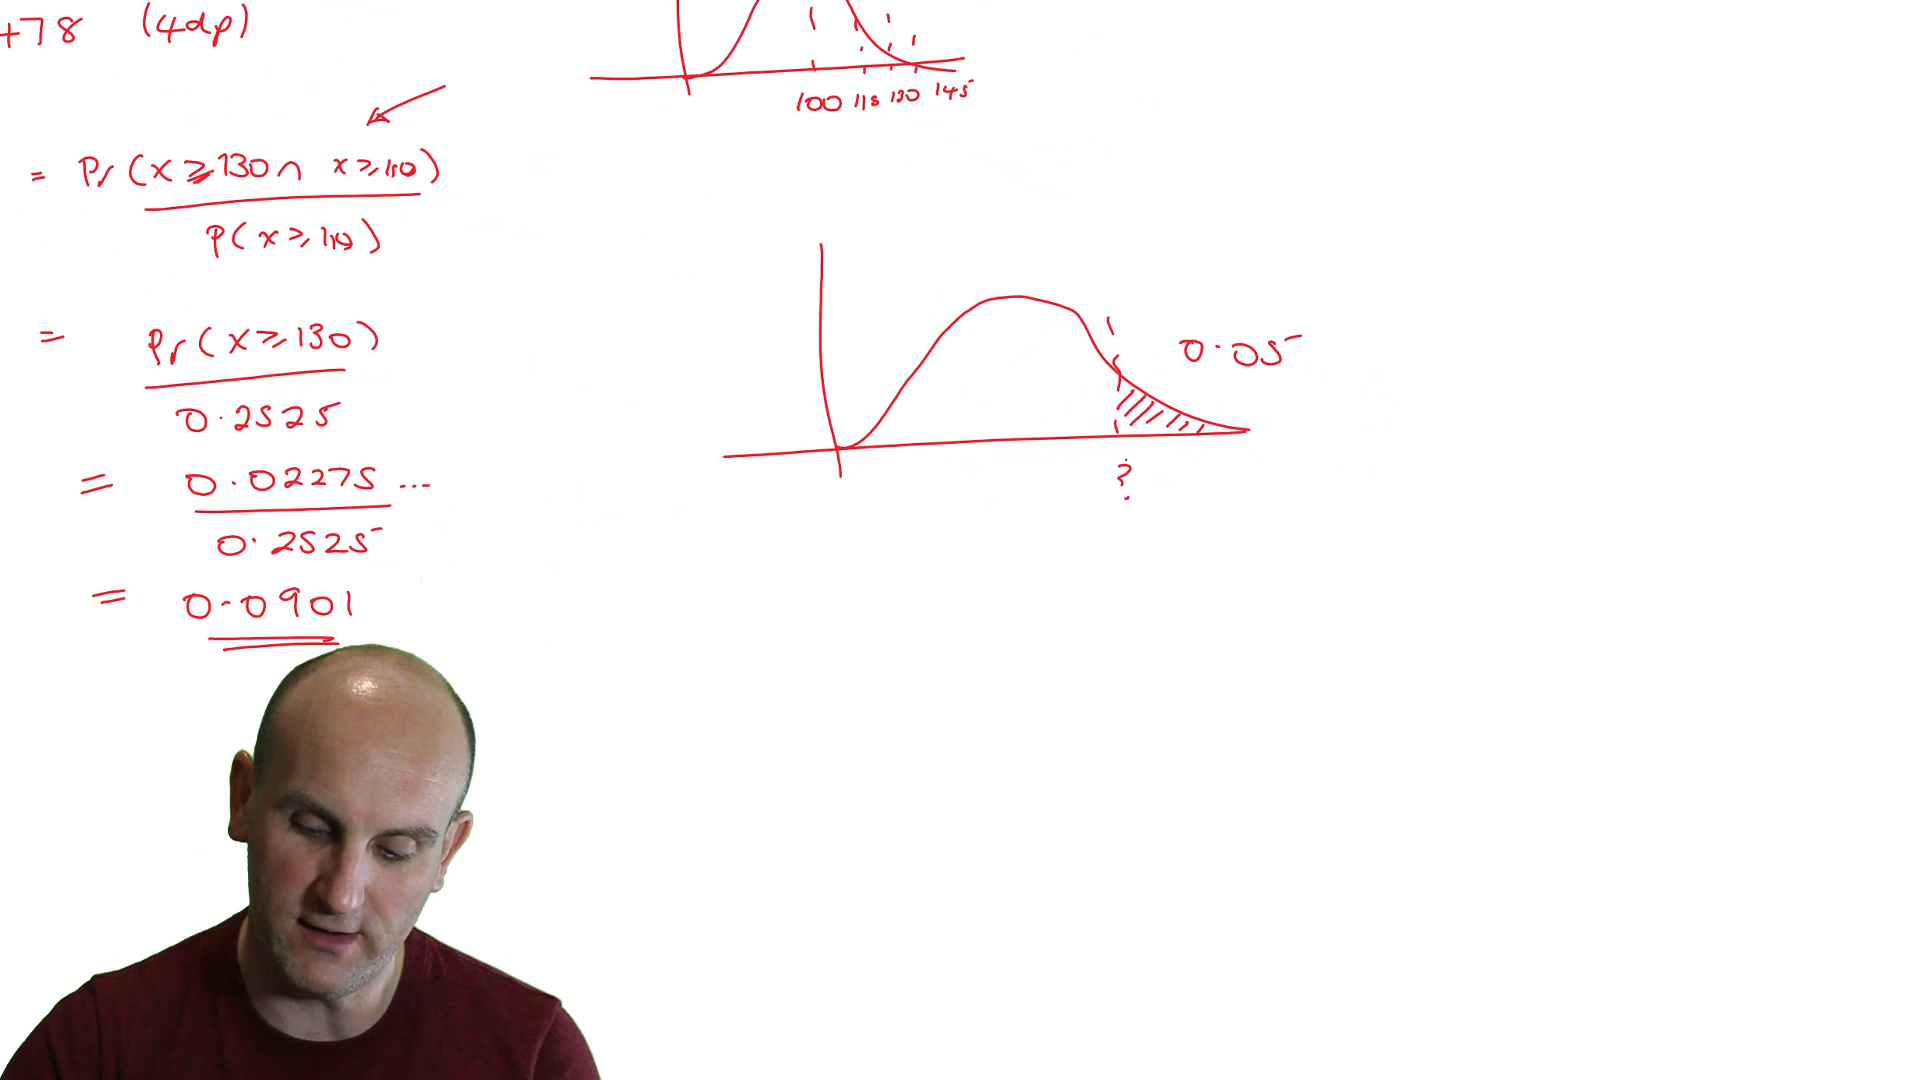 +78 (4dp)
100 115 130 145
= Pr(x ≥ 130 ∩ x ≥ 110)
P(x ≥ 110)
= Pr(x ≥ 130)
0.2525
= 0.02275...
0.2525
= 0.0901
0.05
?